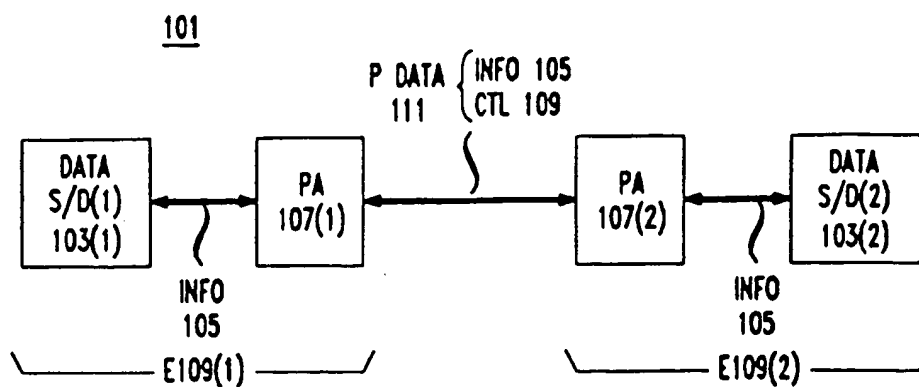 101
P DATA
111
INFO 105
CTL 109
DATA
S/D(1)
103(1)
PA
107(1)
PA
107(2)
DATA
S/D(2)
103(2)
INFO
105
INFO
105
E109(1)
E109(2)